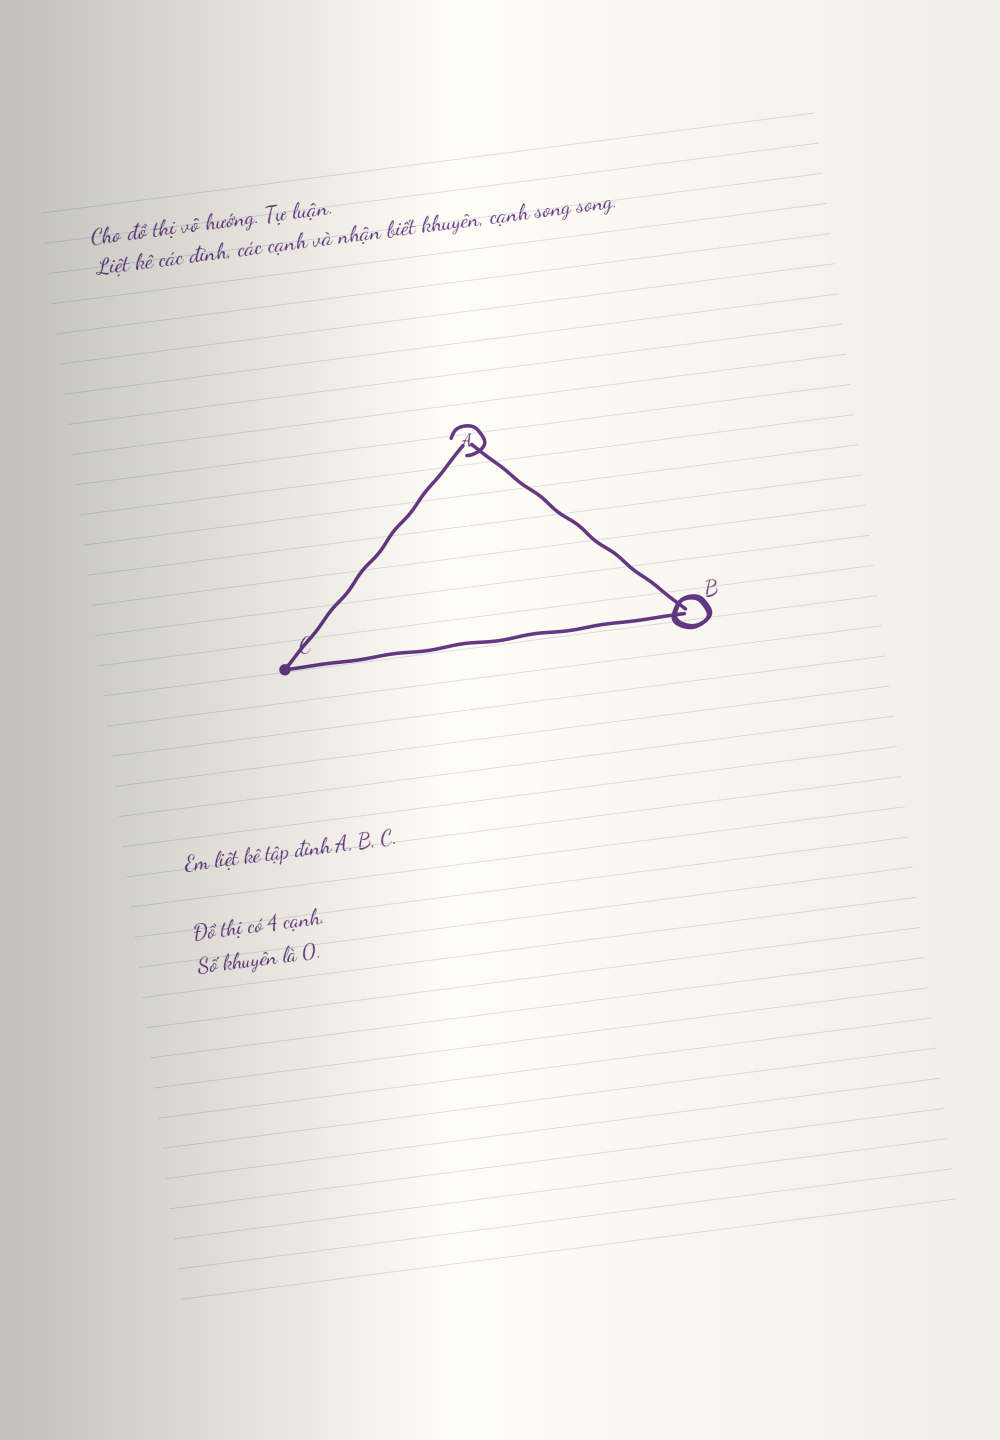 Cho đồ thị vô hướng. Tự luận.
Liệt kê các đỉnh, các cạnh và nhận biết khuyên, cạnh song song.
A
B
C
Em liệt kê tập đỉnh A, B, C.
Đồ thị có 4 cạnh.
Số khuyên là 0.